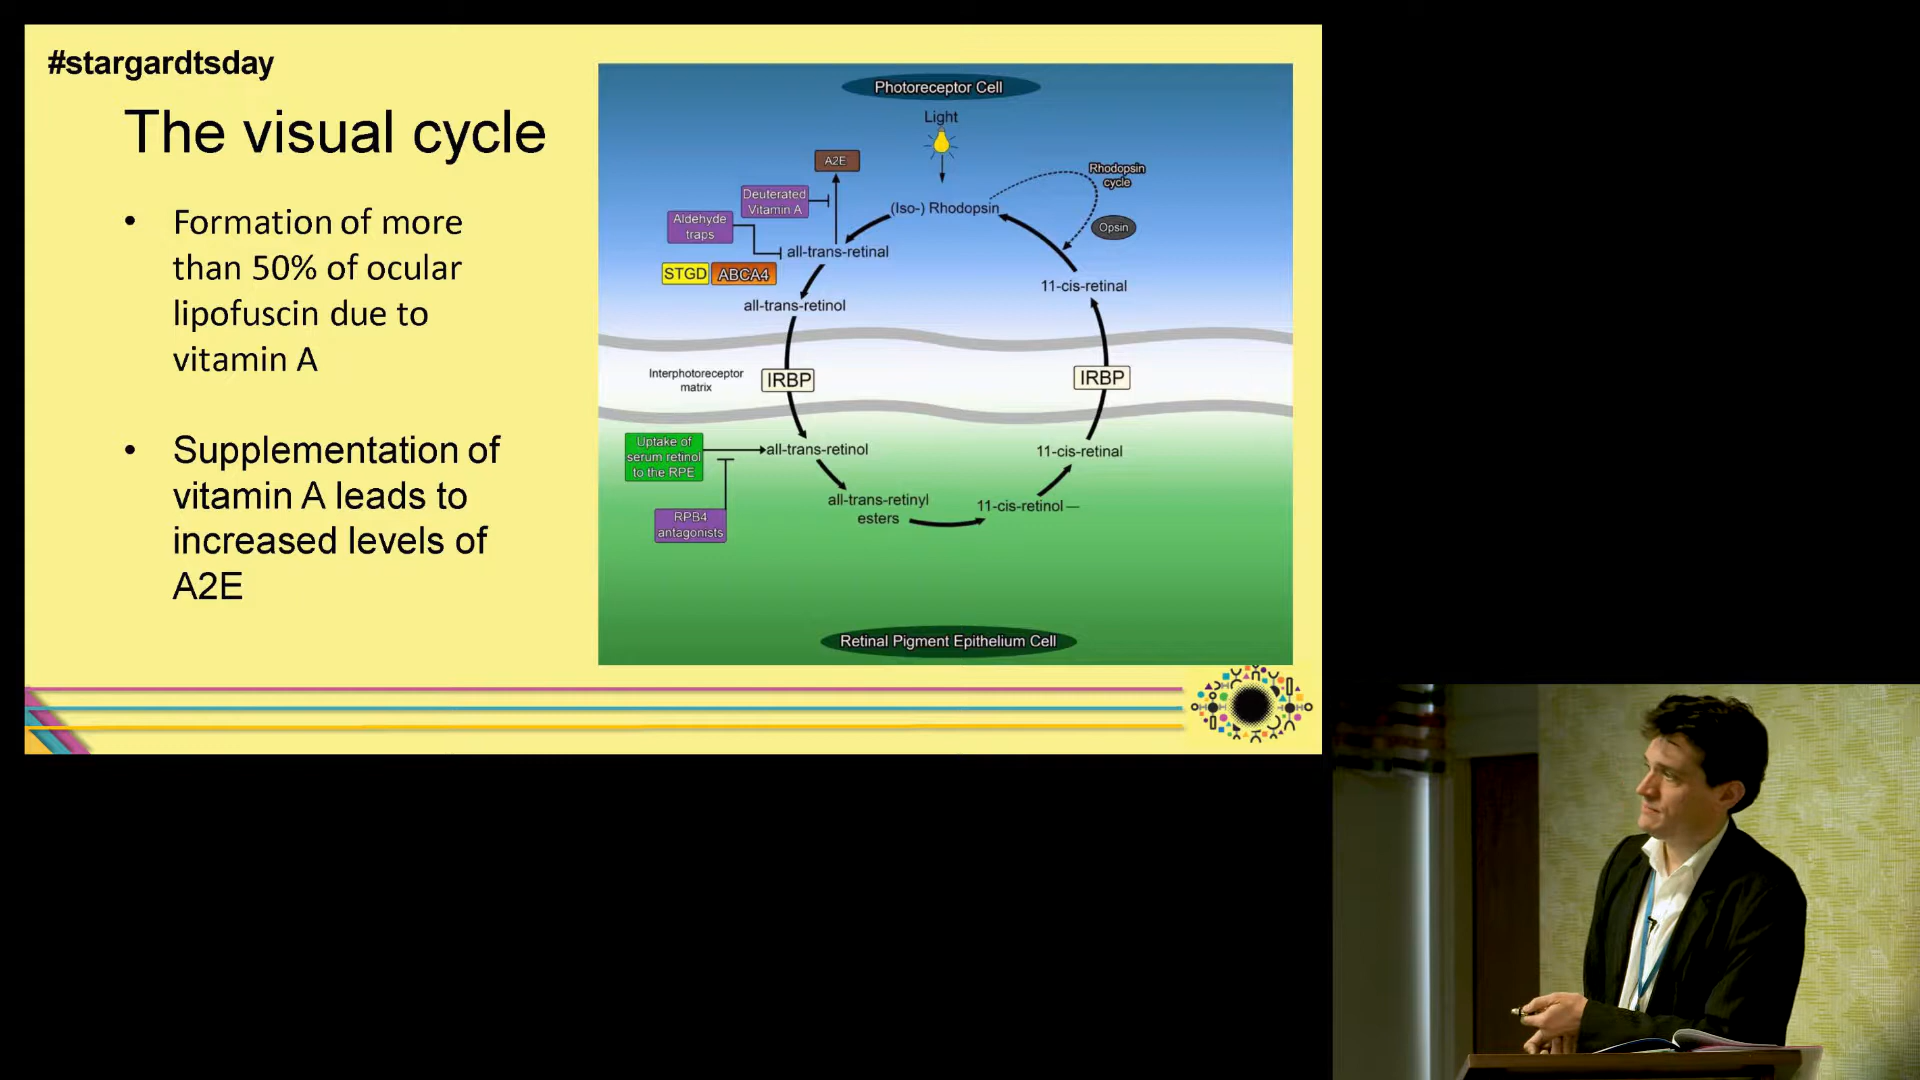 #stargardtsday
The visual cycle
• Formation of more
than 50% of ocular
lipofuscin due to
vitamin A
• Supplementation of
vitamin A leads to
increased levels of
A2E
Photoreceptor Cell
Light
A2E
Rhodopsin
cycle
Deuterated
Vitamin A
(Iso-) Rhodopsin
Aldehyde
traps
Opsin
all-trans-retinal
STGD
ABCA4
11-cis-retinal
all-trans-retinol
Interphotoreceptor
matrix
IRBP
IRBP
Uptake of
serum retinol
to the RPE
all-trans-retinol
11-cis-retinal
all-trans-retinyl
esters
11-cis-retinol
RPB4
antagonists
Retinal Pigment Epithelium Cell